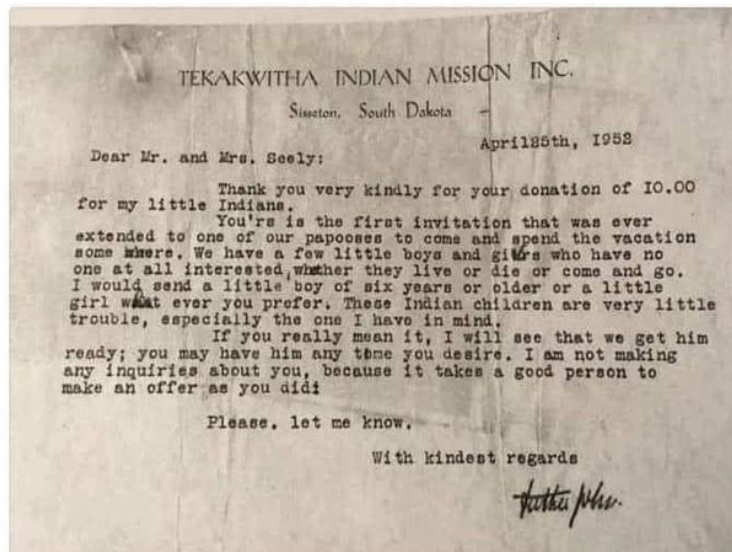 TEKAKWITHA INDIAN MISSION INC.
Sisseton, South Dakota
April25th, I952
Dear Mr. and Mrs. Seely:
Thank you very kindly for your donation of I0.00
for my little Indians.
You'rs is the first invitation that was ever
extended to one of our papooses to come and spend the vacation
some where. We have a few little boys and girls who have no
one at all interested,whether they live or die or come and go.
I would send a little boy of six years or older or a little
girl what ever you prefer. These Indian children are very little
trouble, especially the one I have in mind.
If you really mean it, I will see that we get him
ready; you may have him any tome you desire. I am not making
any inquiries about you, because it takes a good person to
make an offer as you did!
Please. let me know.
With kindest regards
Father John.